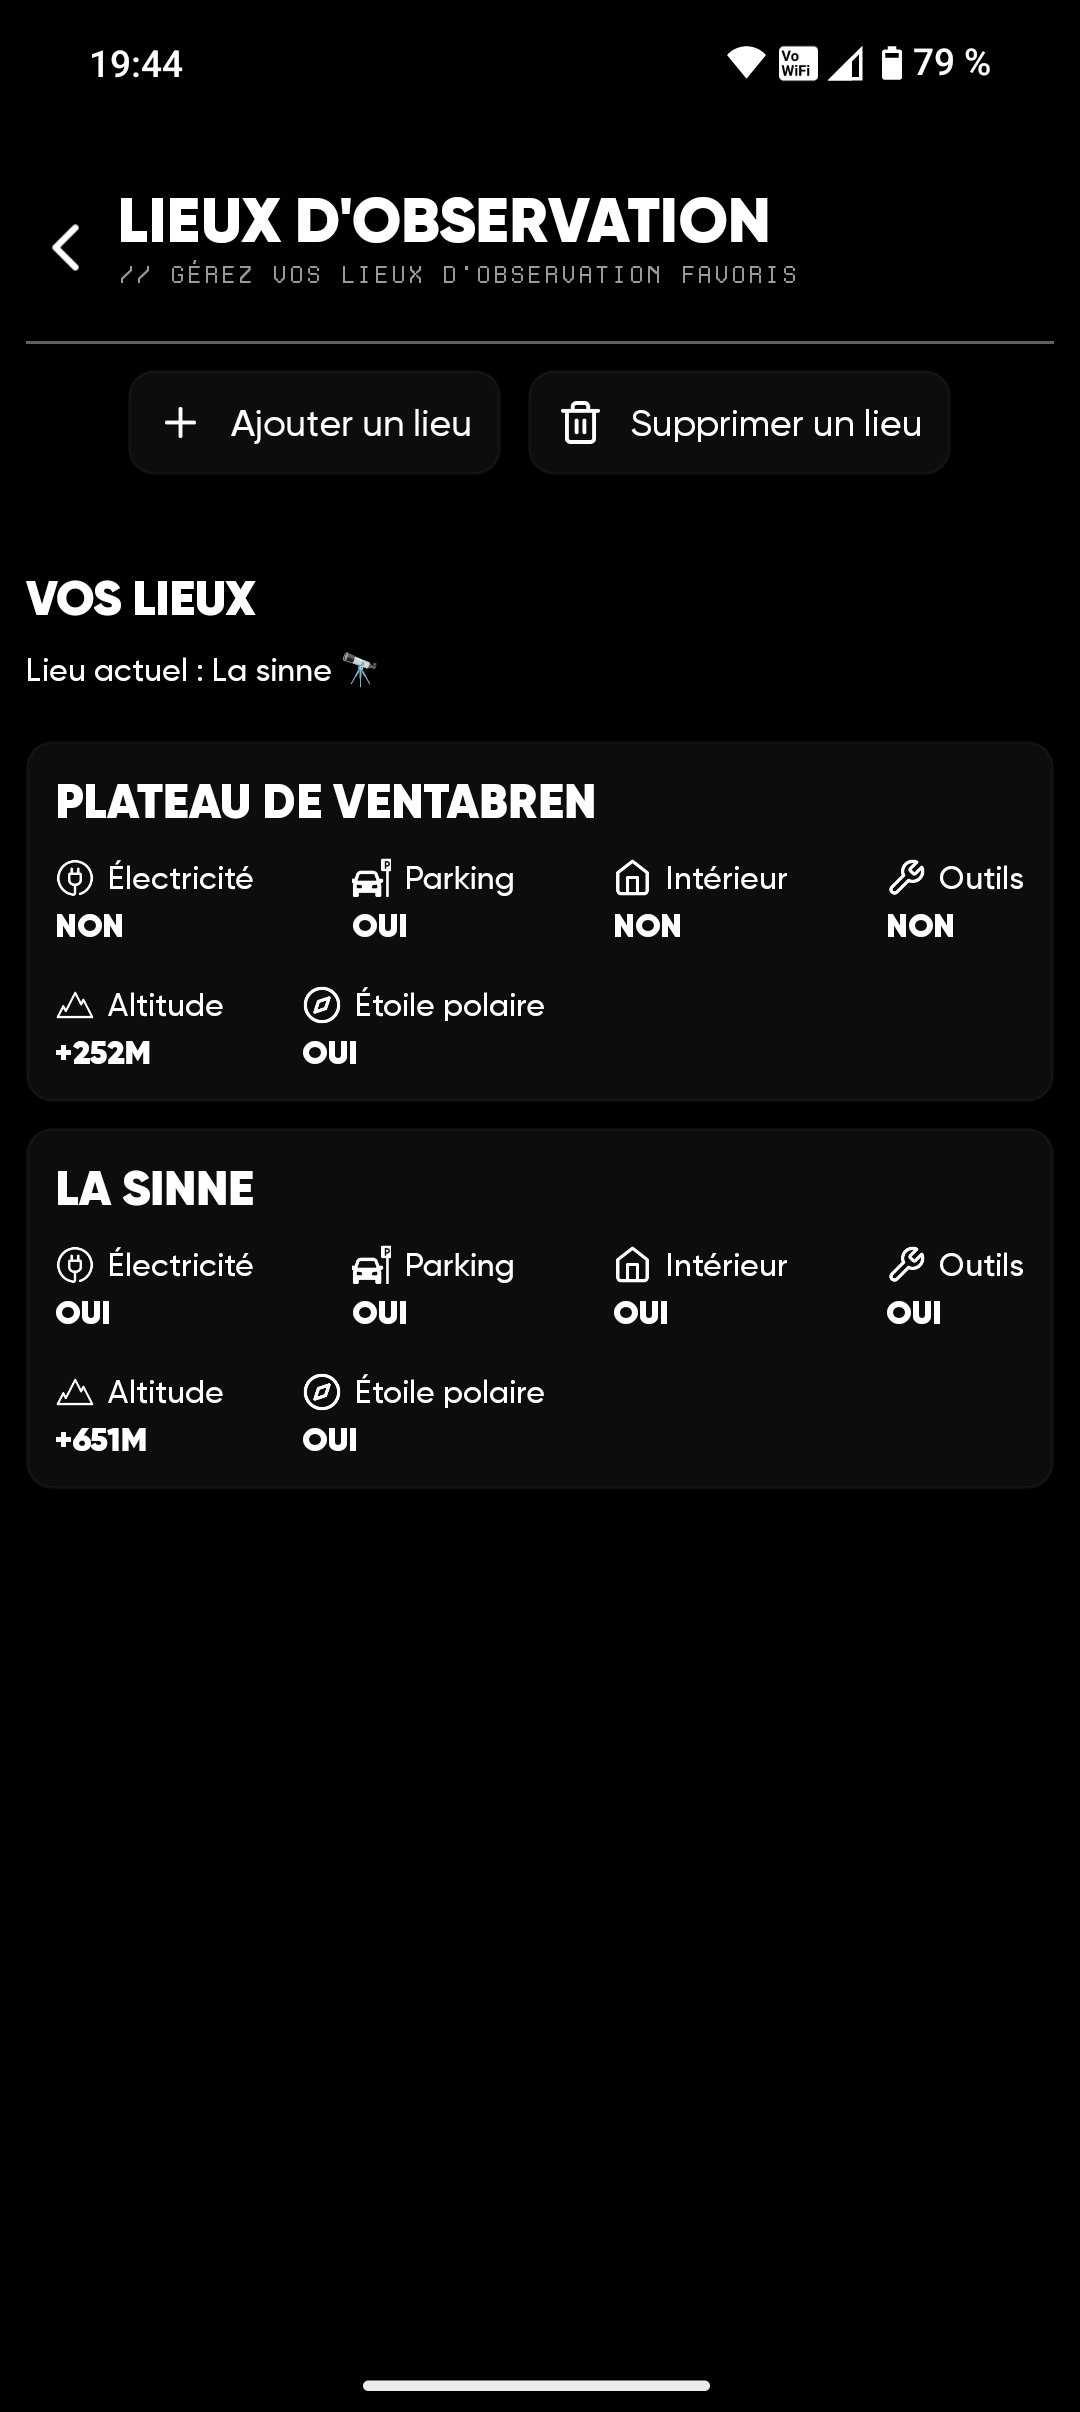 19:44 Vo WiFi 79 %
LIEUX D'OBSERVATION
// GÉREZ VOS LIEUX D'OBSERVATION FAVORIS
Ajouter un lieu Supprimer un lieu
VOS LIEUX
Lieu actuel : La sinne 🔭
PLATEAU DE VENTABREN
Électricité Parking Intérieur Outils
NON OUI NON NON
Altitude Étoile polaire
+252M OUI
LA SINNE
Électricité Parking Intérieur Outils
OUI OUI OUI OUI
Altitude Étoile polaire
+651M OUI